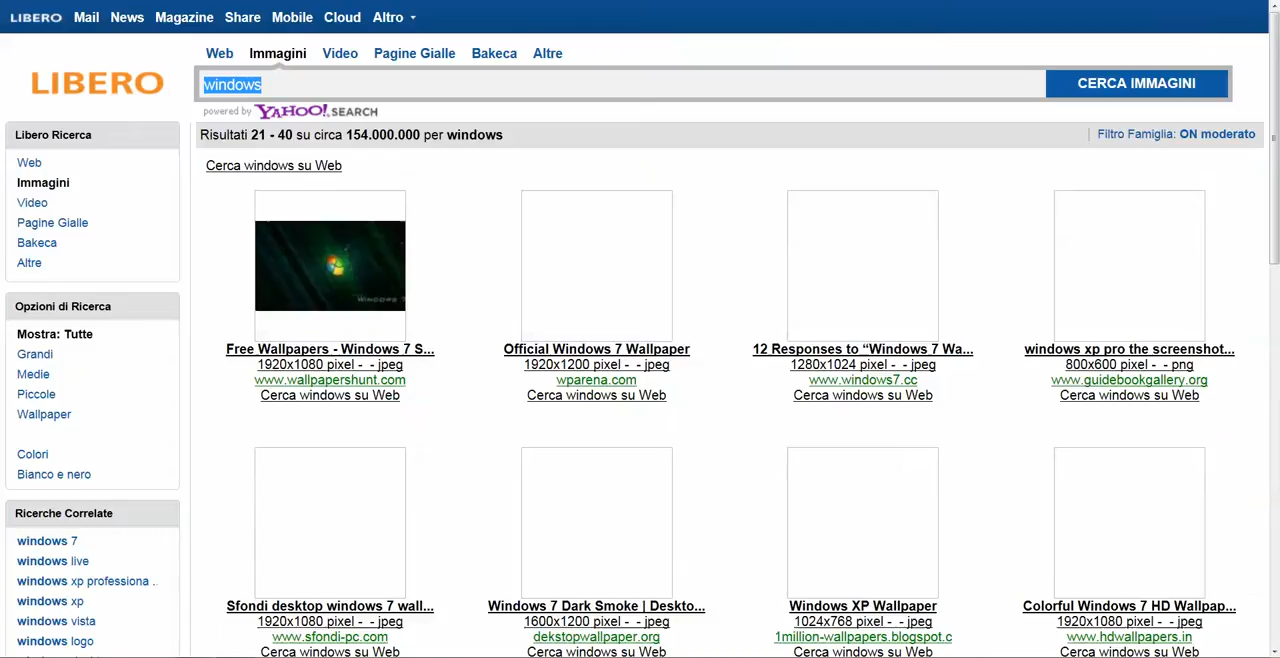 LIBERO Mail News Magazine Share Mobile Cloud Altro
Web Immagini Video Pagine Gialle Bakeca Altre
LIBERO
windows
CERCA IMMAGINI
powered by YAHOO! SEARCH
Risultati 21 - 40 su circa 154.000.000 per windows
Filtro Famiglia: ON moderato
Cerca windows su Web
Libero Ricerca
Web
Immagini
Video
Pagine Gialle
Bakeca
Altre
Opzioni di Ricerca
Mostra: Tutte
Grandi
Medie
Piccole
Wallpaper
Colori
Bianco e nero
Ricerche Correlate
windows 7
windows live
windows xp professiona ..
windows xp
windows vista
windows logo
WINDOWS 7
Free Wallpapers - Windows 7 S...
1920x1080 pixel - - jpeg
www.wallpapershunt.com
Cerca windows su Web
Official Windows 7 Wallpaper
1920x1200 pixel - - jpeg
wparena.com
Cerca windows su Web
12 Responses to “Windows 7 Wa...
1280x1024 pixel - - jpeg
www.windows7.cc
Cerca windows su Web
windows xp pro the screenshot...
800x600 pixel - - png
www.guidebookgallery.org
Cerca windows su Web
Sfondi desktop windows 7 wall...
1920x1080 pixel - - jpeg
www.sfondi-pc.com
Cerca windows su Web
Windows 7 Dark Smoke | Deskto...
1600x1200 pixel - - jpeg
dekstopwallpaper.org
Cerca windows su Web
Windows XP Wallpaper
1024x768 pixel - - jpeg
1million-wallpapers.blogspot.c
Cerca windows su Web
Colorful Windows 7 HD Wallpap...
1920x1080 pixel - - jpeg
www.hdwallpapers.in
Cerca windows su Web